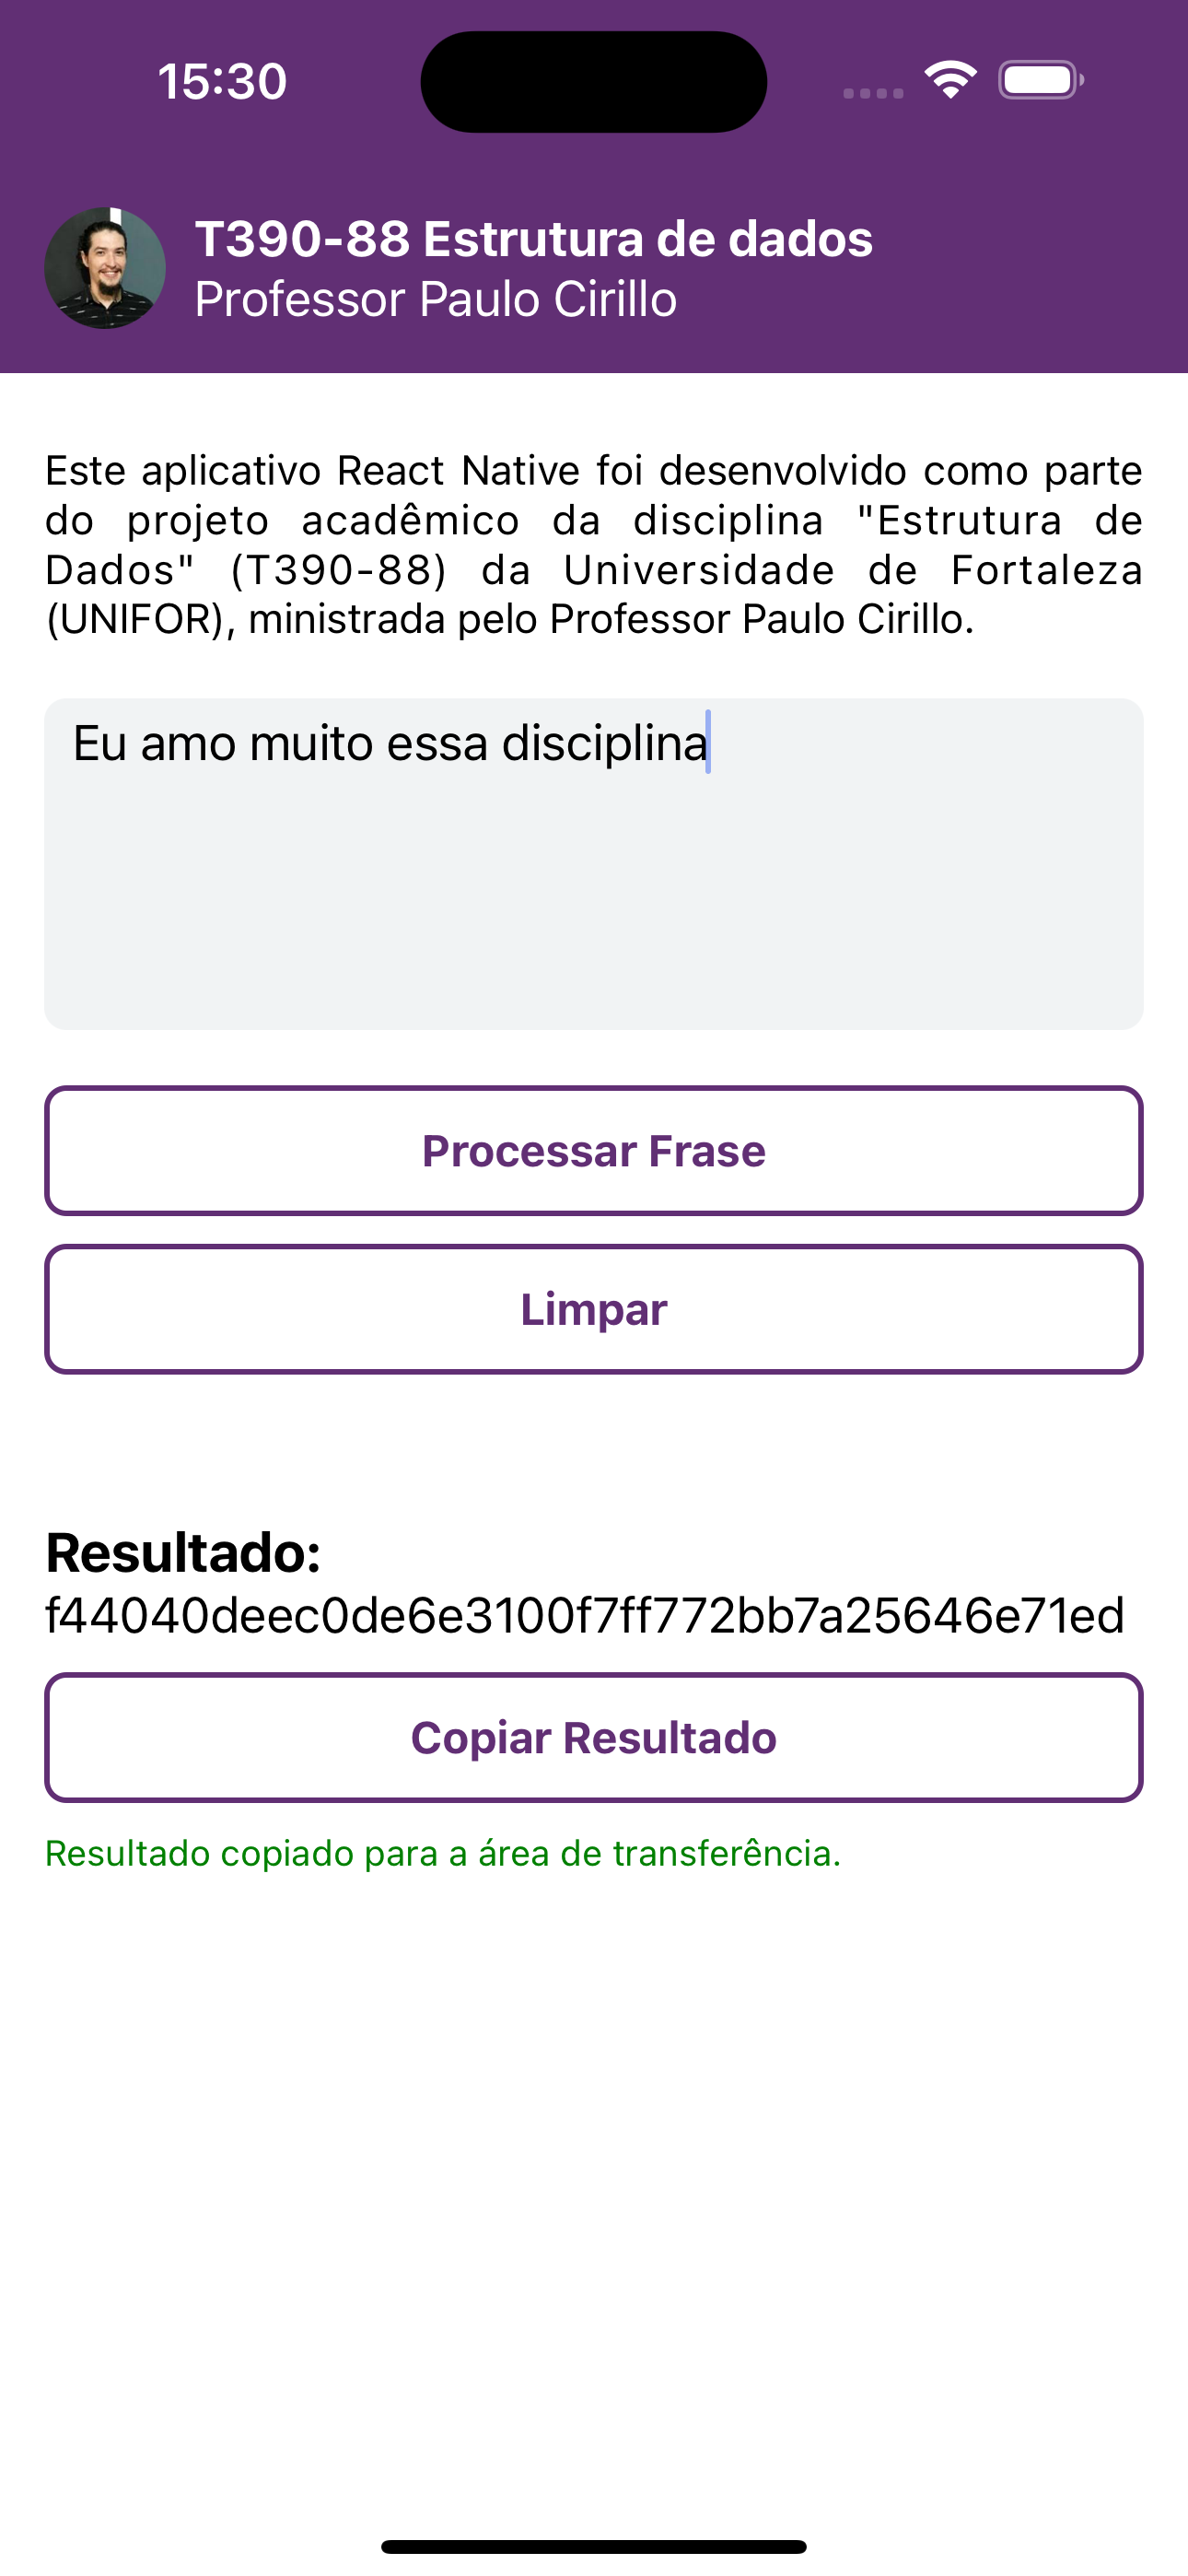 15:30
T390-88 Estrutura de dados
Professor Paulo Cirillo
Este aplicativo React Native foi desenvolvido como parte
do projeto acadêmico da disciplina "Estrutura de
Dados" (T390-88) da Universidade de Fortaleza
(UNIFOR), ministrada pelo Professor Paulo Cirillo.
Eu amo muito essa disciplina
Processar Frase
Limpar
Resultado:
f44040deec0de6e3100f7ff772bb7a25646e71ed
Copiar Resultado
Resultado copiado para a área de transferência.